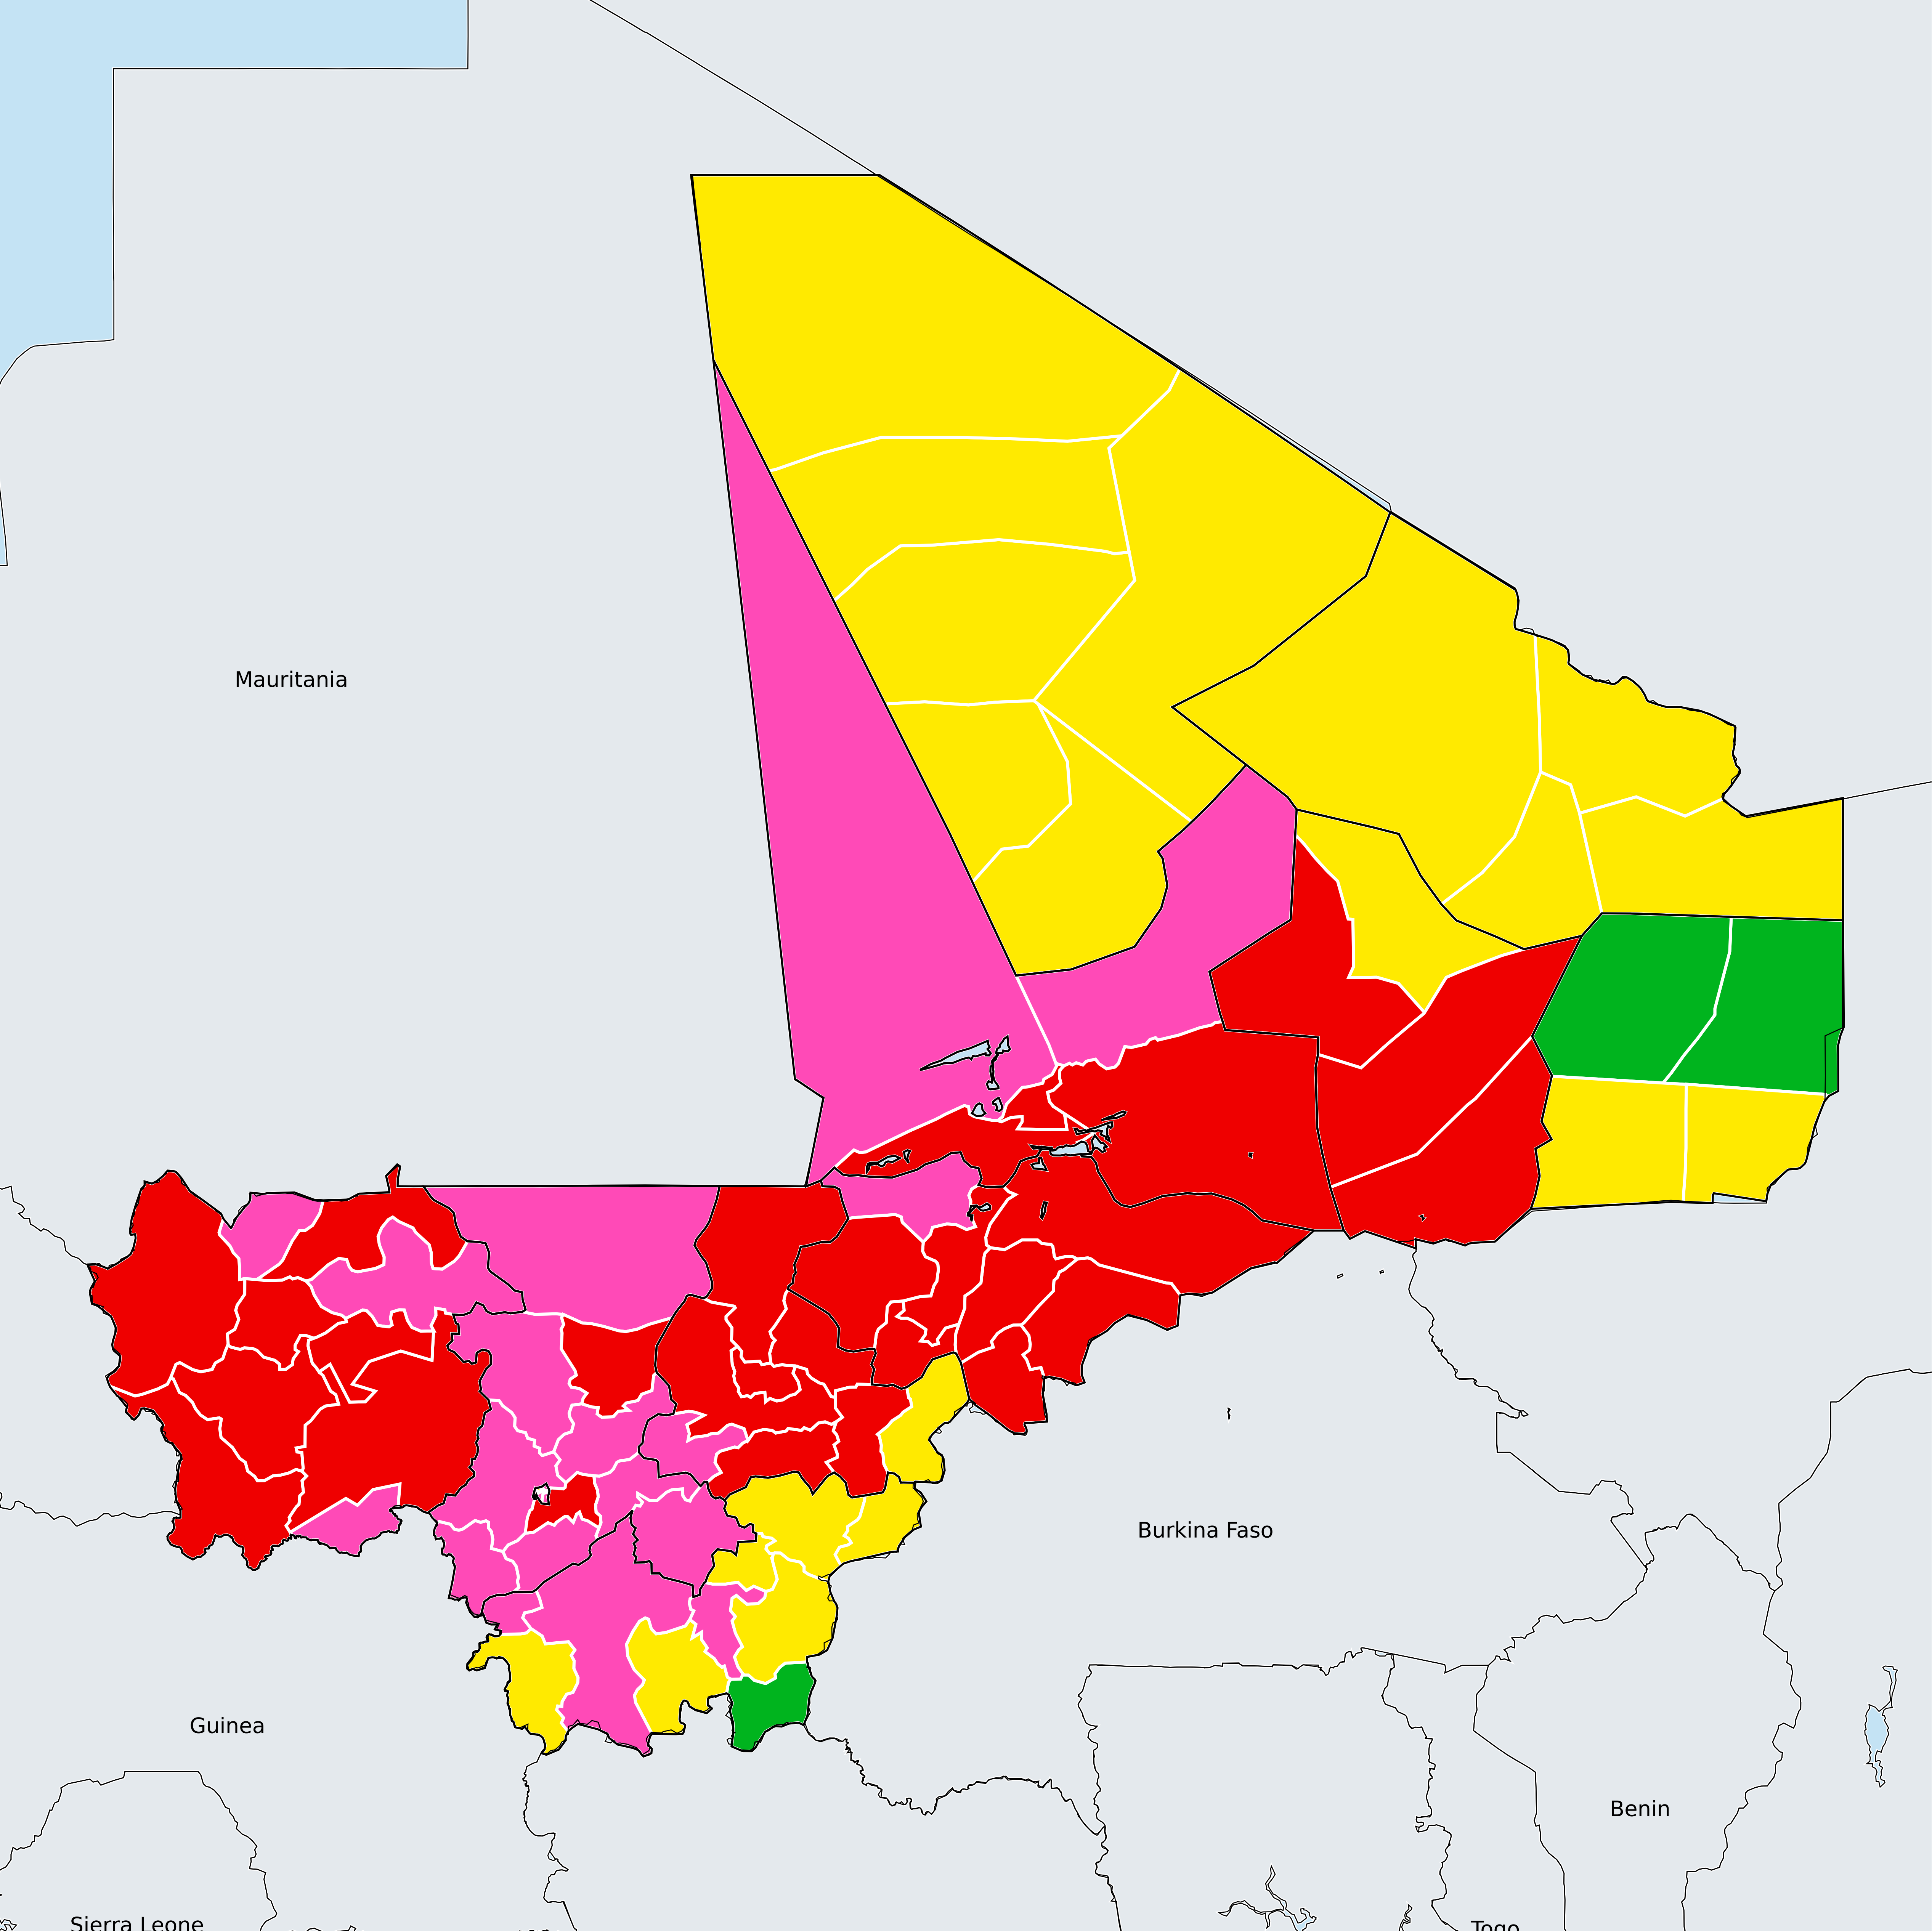 Mauritania
Burkina Faso
Guinea
Benin
Sierra Leone
Togo